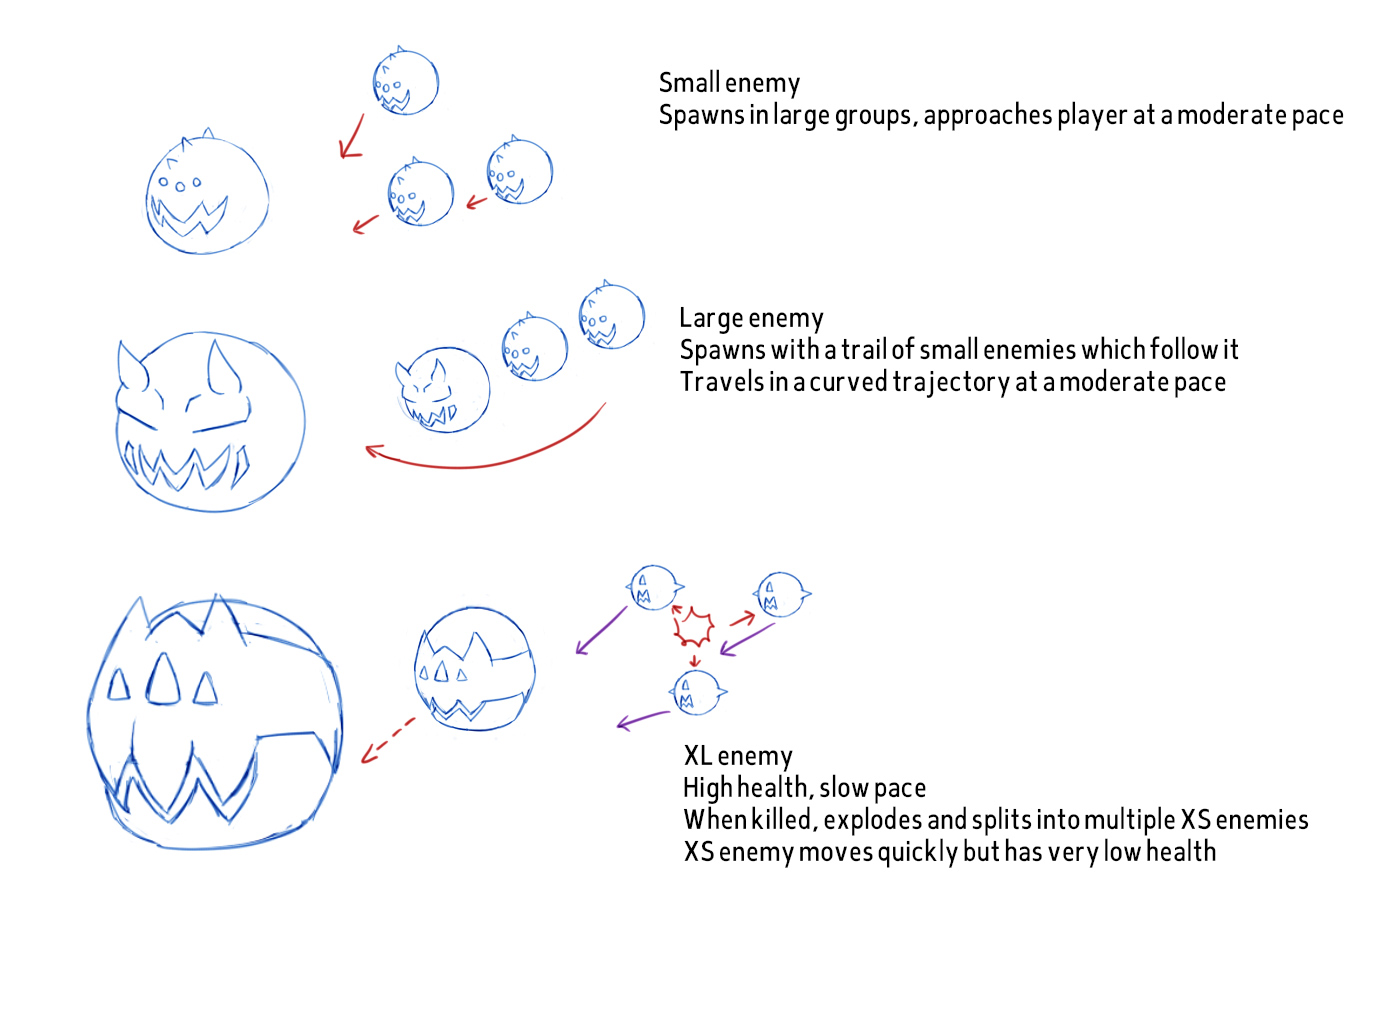 Small enemy
Spawns in large groups, approaches player at a moderate pace
Large enemy
Spawns with a trail of small enemies which follow it
Travels in a curved trajectory at a moderate pace
XL enemy
High health, slow pace
When killed, explodes and splits into multiple XS enemies
XS enemy moves quickly but has very low health